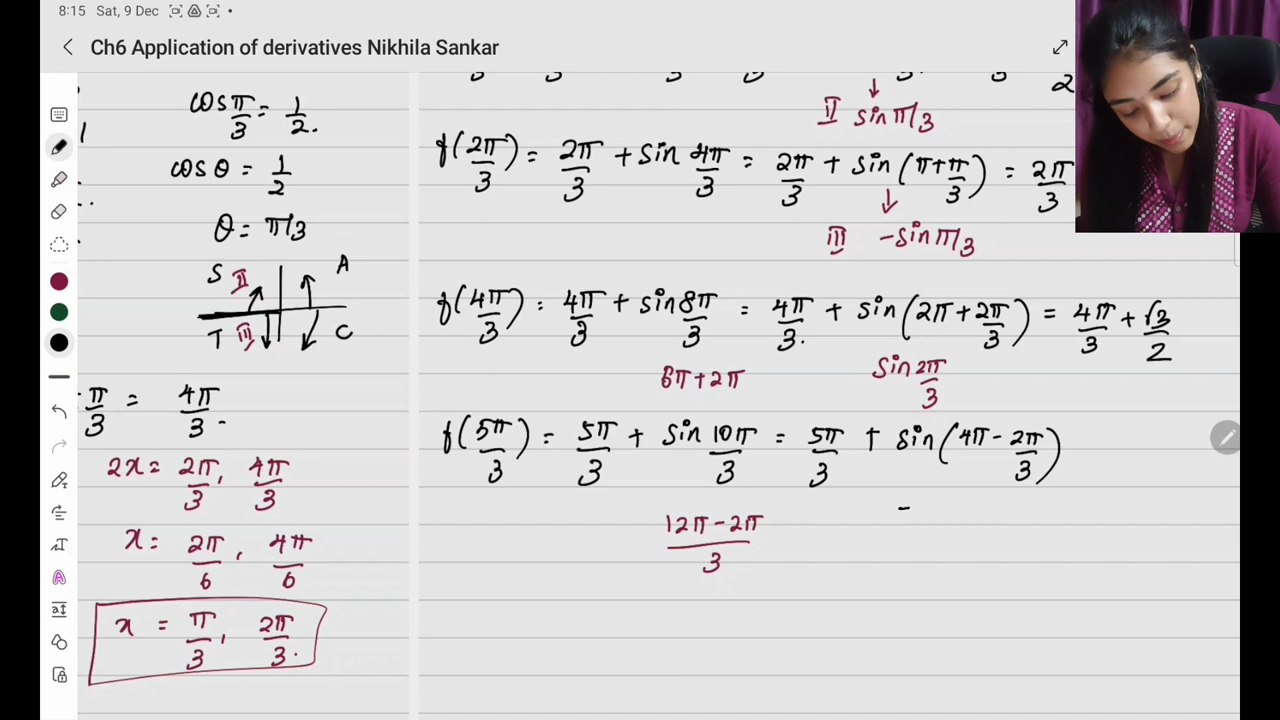 8:15 Sat, 9 Dec
Ch6 Application of derivatives Nikhila Sankar
cos π/3 = 1/2.
cos θ = 1/2
θ = π/3
S II A
T III C
π/3 = 4π/3.
2x = 2π/3, 4π/3
x = 2π/6, 4π/6
x = π/3, 2π/3.
II sin π/3
f(2π/3) = 2π/3 + sin 4π/3 = 2π/3 + sin(π+π/3) = 2π/3
III -sin π/3
f(4π/3) = 4π/3 + sin 8π/3 = 4π/3. + sin(2π+2π/3) = 4π/3 + √3/2
6π+2π sin 2π/3
f(5π/3) = 5π/3 + sin 10π/3 = 5π/3 + sin(4π-2π/3)
12π-2π/3 -